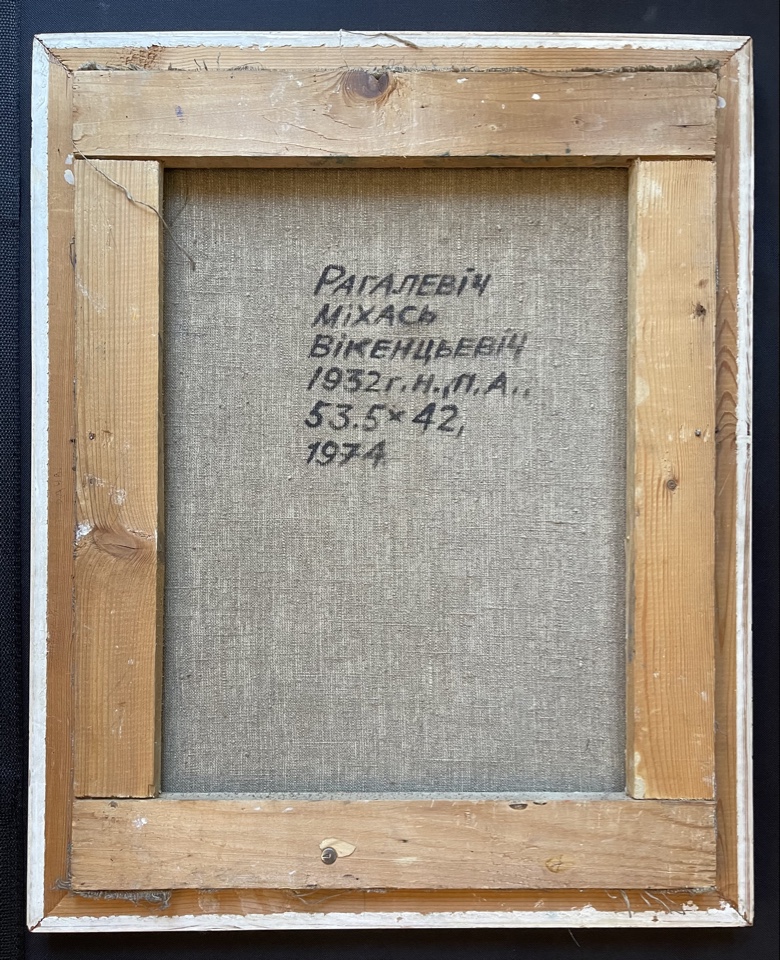 Рагалевіч
Міхась
Вікенцьевіч
1932г.н.,п.А.,
53.5×42,
1974